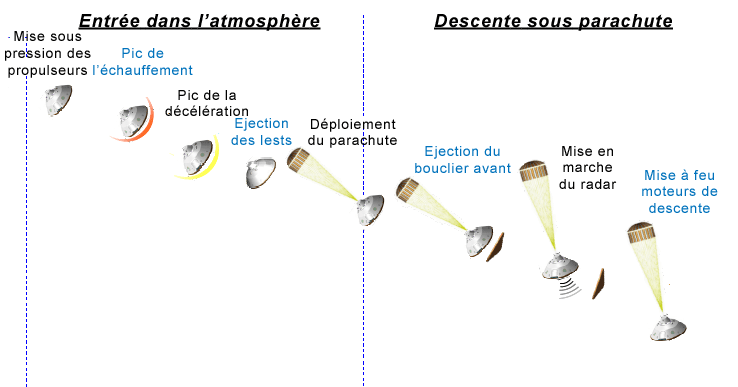 Entrée dans l’atmosphère
Descente sous parachute
Mise sous
pression des
propulseurs
Pic de
l’échauffement
Pic de la
décélération
Ejection
des lests
Déploiement
du parachute
Ejection du
bouclier avant
Mise en
marche
du radar
Mise à feu
moteurs de
descente